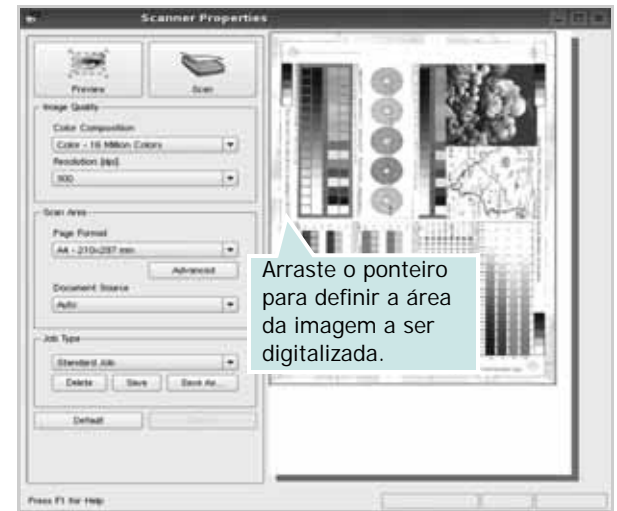 Scanner Properties
Preview
Scan
Image Quality
Color Composition
Color - 16 Million Colors
Resolution [dpi]
300
Scan Area
Page Format
A4 - 210x297 mm
Advanced
Document Source
Auto
Job Type
Standard Job
Delete
Save
Save As...
Default
Press F1 for Help
Arraste o ponteiro
para definir a área
da imagem a ser
digitalizada.